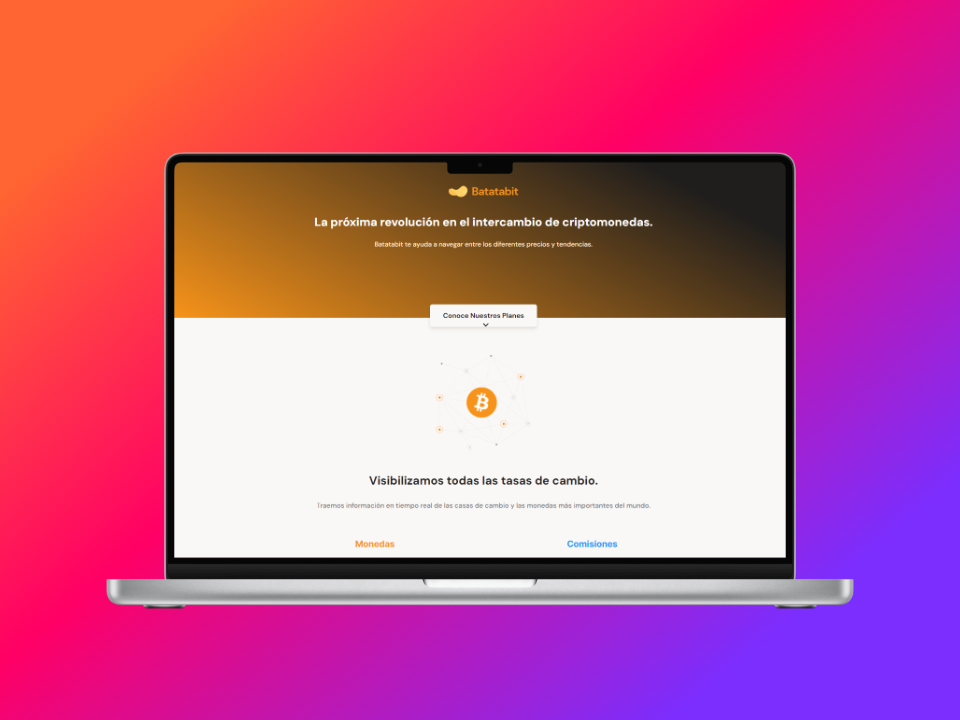 Batatabit
La próxima revolución en el intercambio de criptomonedas.
Batatabit te ayuda a navegar entre los diferentes precios y tendencias.
Conoce Nuestros Planes
Visibilizamos todas las tasas de cambio.
Traemos información en tiempo real de las casas de cambio y las monedas más importantes del mundo.
Monedas
Comisiones